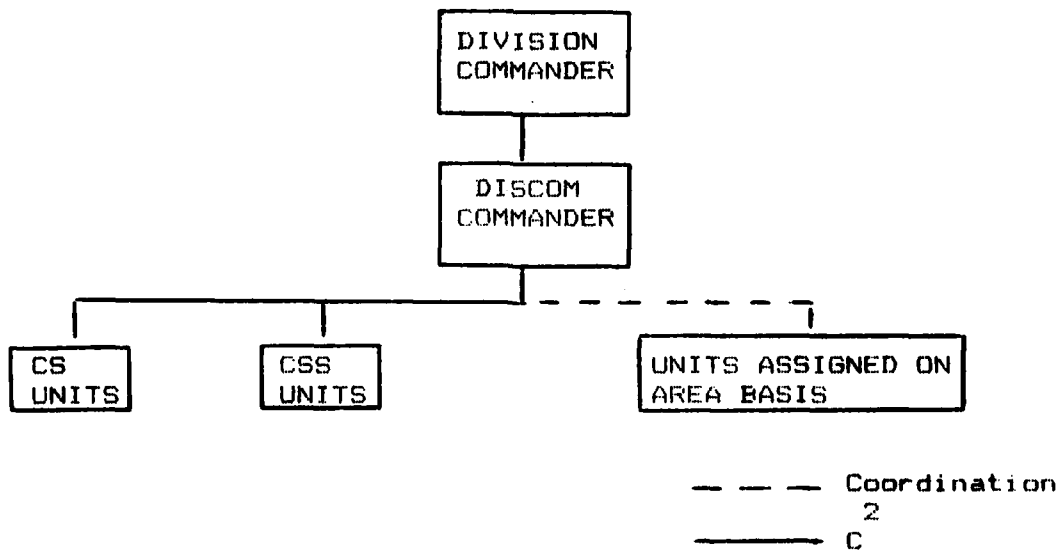 DIVISION
COMMANDER
DISCOM
COMMANDER
CS
UNITS
CSS
UNITS
UNITS ASSIGNED ON
AREA BASIS
Coordination
2
C